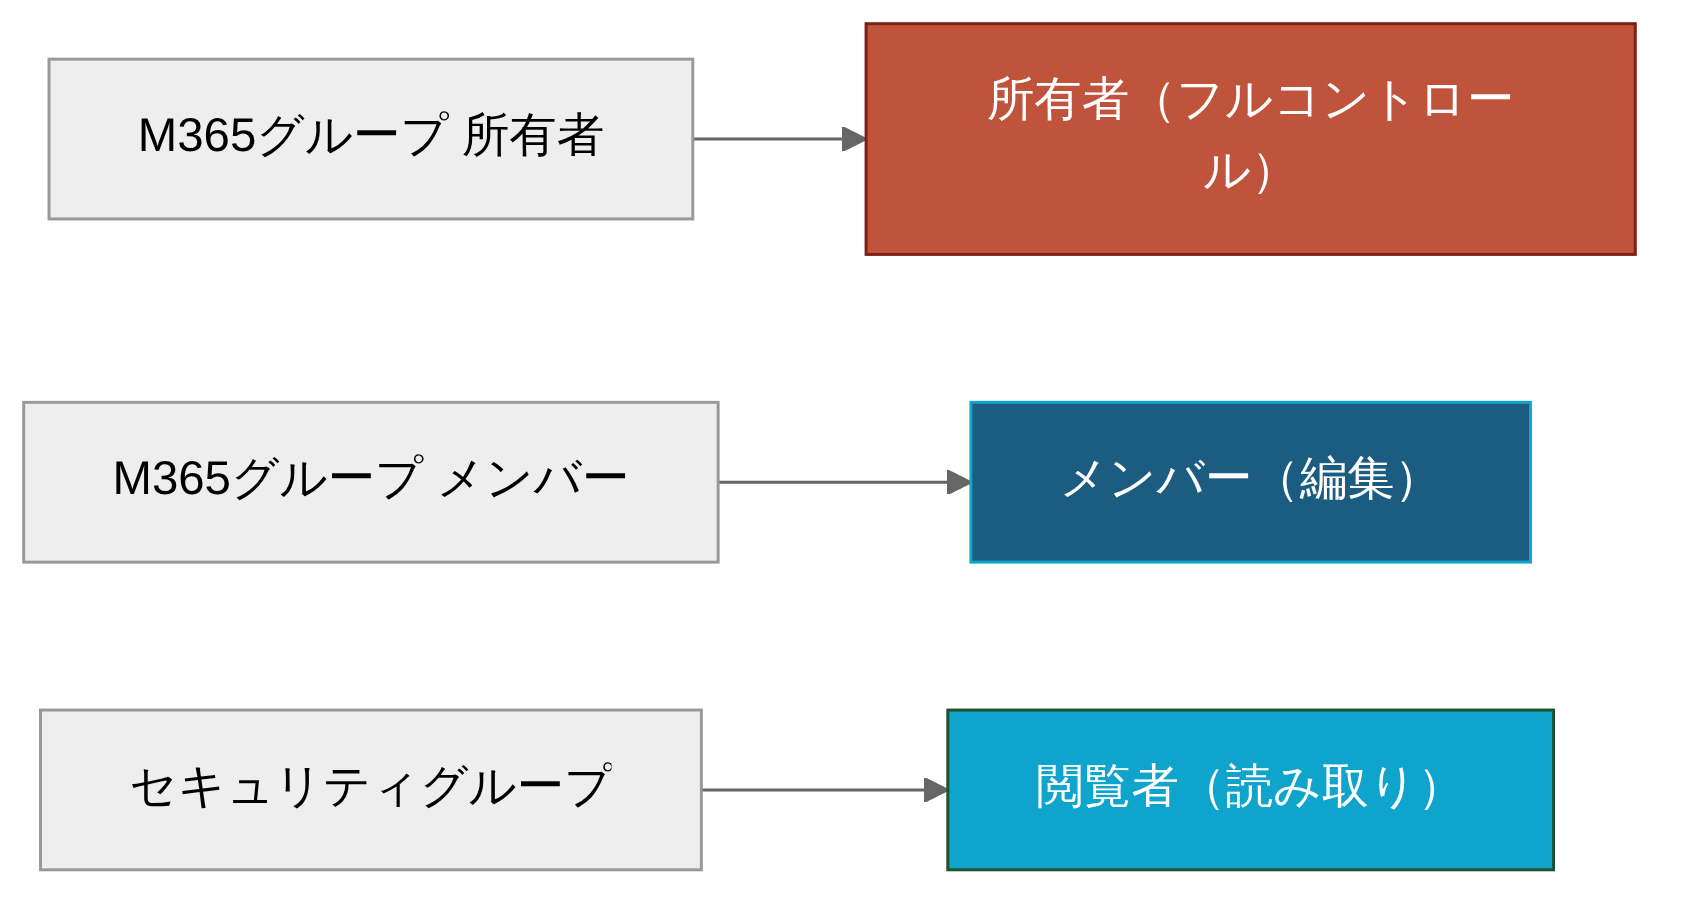 M365グループ 所有者
所有者（フルコントロー
ル）
M365グループ メンバー
メンバー（編集）
セキュリティグループ
閲覧者（読み取り）